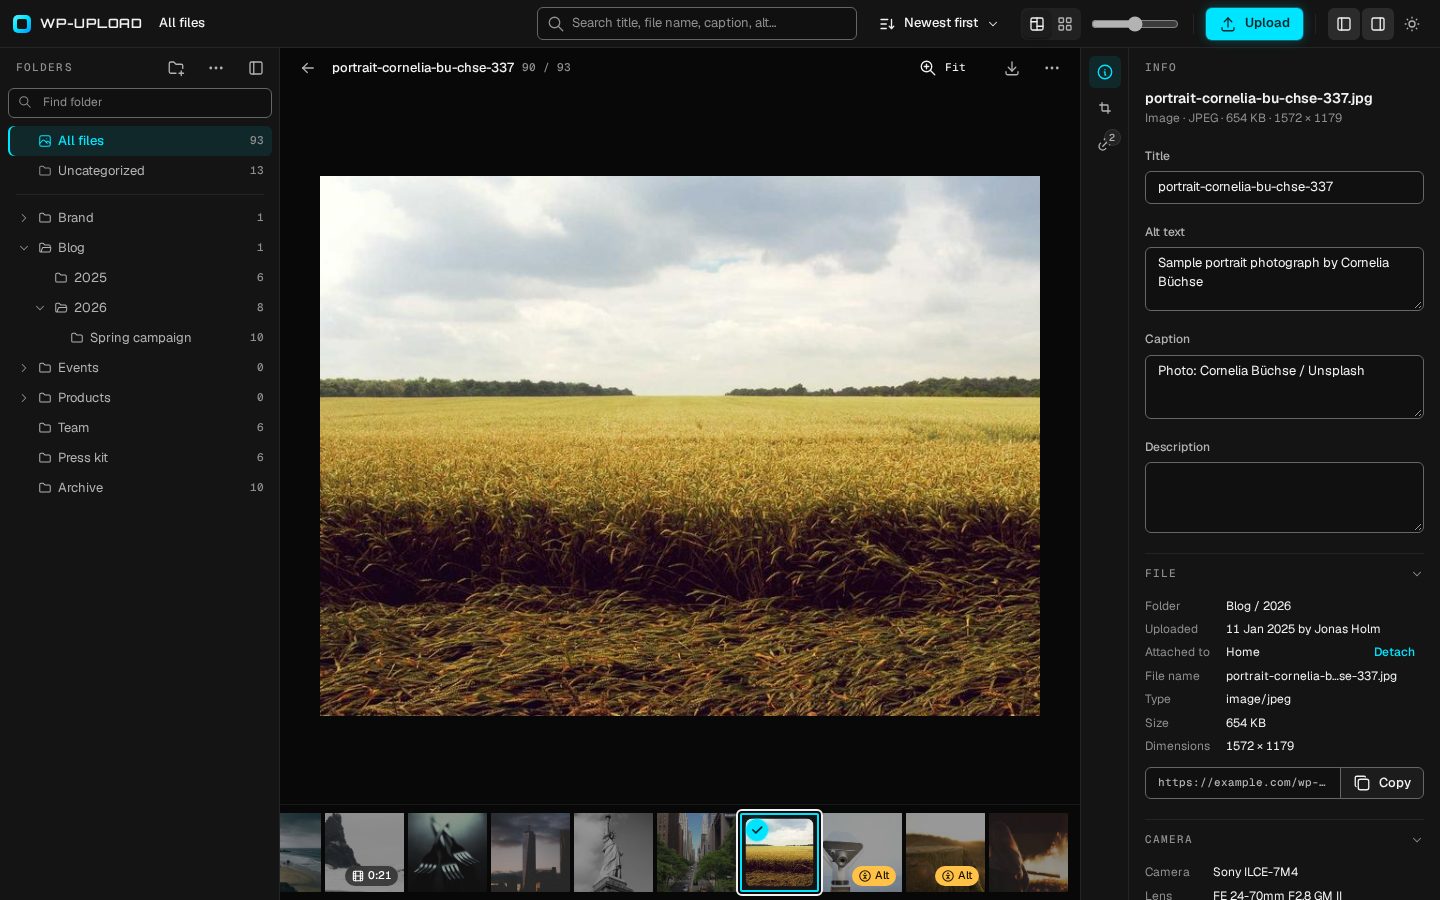 WP-UPLOAD
All files
Search title, file name, caption, alt...
Newest first
Upload
FOLDERS
Find folder
All files 93
Uncategorized 13
Brand 1
Blog 1
2025 6
2026 8
Spring campaign 10
Events 0
Products 0
Team 6
Press kit 6
Archive 10
portrait-cornelia-bu-chse-337 90 / 93
Fit
0:21
Alt
Alt
2
INFO
portrait-cornelia-bu-chse-337.jpg
Image · JPEG · 654 KB · 1572 × 1179
Title
portrait-cornelia-bu-chse-337
Alt text
Sample portrait photograph by Cornelia
Büchse
Caption
Photo: Cornelia Büchse / Unsplash
Description
FILE
Folder Blog / 2026
Uploaded 11 Jan 2025 by Jonas Holm
Attached to Home Detach
File name portrait-cornelia-b...se-337.jpg
Type image/jpeg
Size 654 KB
Dimensions 1572 × 1179
https://example.com/wp-... Copy
CAMERA
Camera Sony ILCE-7M4
Lens FE 24-70mm F2.8 GM II